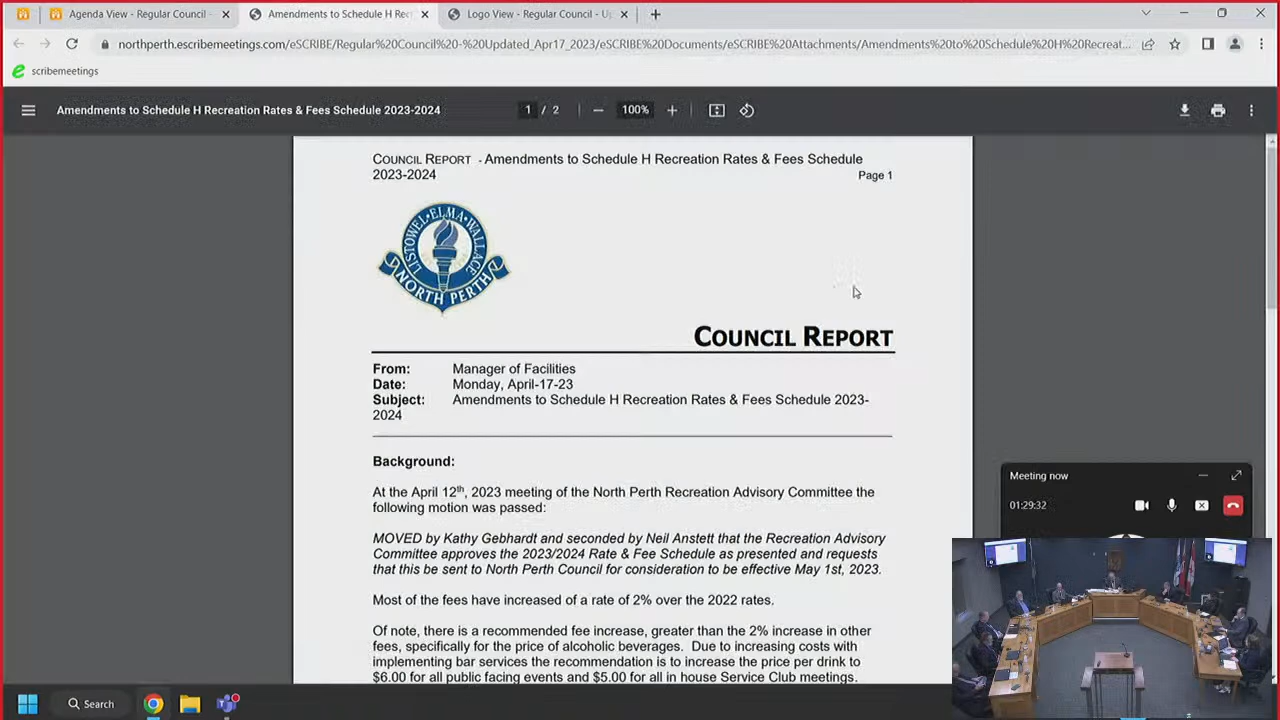 Agenda View - Regular Council -
Amendments to Schedule H Recr
Logo View - Regular Council - U
northperth.escribemeetings.com/eSCRIBE/Regular%20Council%20-%20Updated_Apr17_2023/eSCRIBE%20Documents/eSCRIBE%20Attachments/Amendments%20to%20Schedule%20H%20Recreat...
scribemeetings
Amendments to Schedule H Recreation Rates & Fees Schedule 2023-2024
1 / 2
100%
COUNCIL REPORT - Amendments to Schedule H Recreation Rates & Fees Schedule
2023-2024
Page 1
LISTOWEL·ELMA·WALLACE
NORTH PERTH
COUNCIL REPORT
From: Manager of Facilities
Date: Monday, April-17-23
Subject: Amendments to Schedule H Recreation Rates & Fees Schedule 2023-
2024
Background:
At the April 12th, 2023 meeting of the North Perth Recreation Advisory Committee the
following motion was passed:
MOVED by Kathy Gebhardt and seconded by Neil Anstett that the Recreation Advisory
Committee approves the 2023/2024 Rate & Fee Schedule as presented and requests
that this be sent to North Perth Council for consideration to be effective May 1st, 2023.
Most of the fees have increased of a rate of 2% over the 2022 rates.
Of note, there is a recommended fee increase, greater than the 2% increase in other
fees, specifically for the price of alcoholic beverages. Due to increasing costs with
implementing bar services the recommendation is to increase the price per drink to
$6.00 for all public facing events and $5.00 for all in house Service Club meetings.
Meeting now
01:29:32
Search